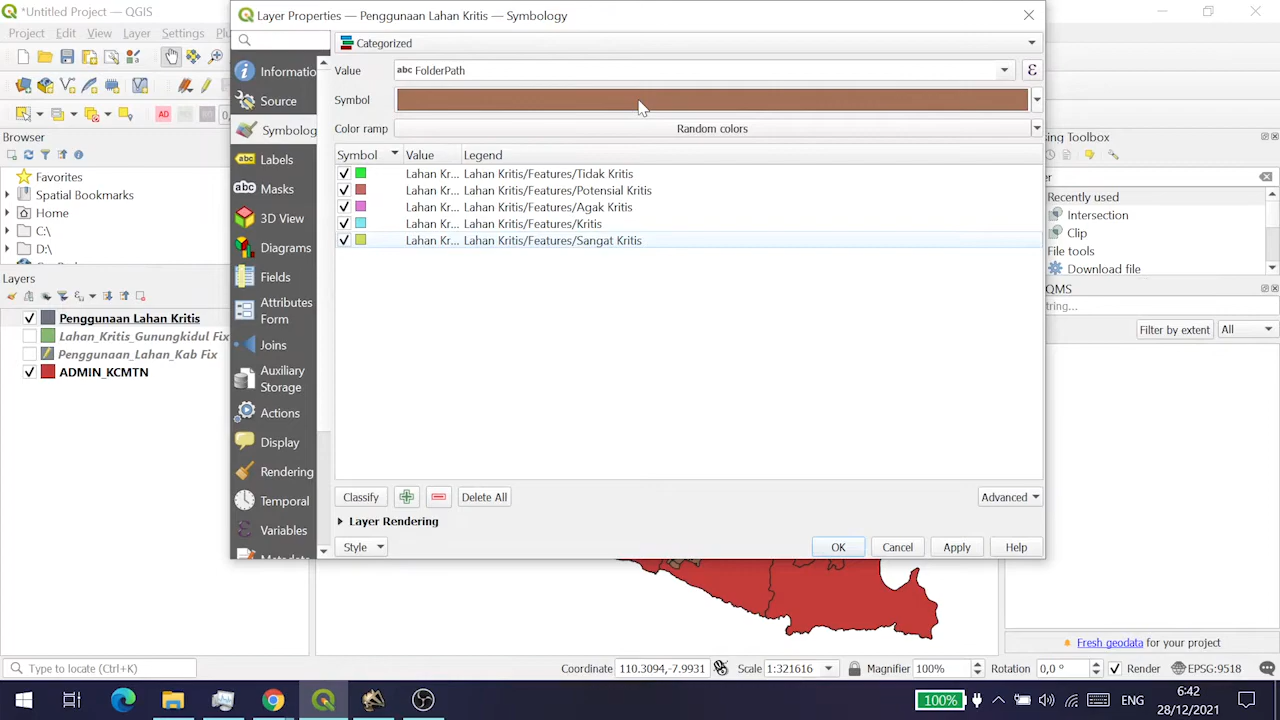 *Untitled Project — QGIS
Project Edit View Layer Settings
Browser
Favorites
Spatial Bookmarks
Home
C:\
D:\
Layers
Penggunaan Lahan Kritis
Lahan_Kritis_Gunungkidul Fix
Penggunaan_Lahan_Kab Fix
ADMIN_KCMTN
Layer Properties — Penggunaan Lahan Kritis — Symbology
Informatio
Source
Symbolog
abc Labels
abc Masks
3D View
Diagrams
Fields
Attributes
Form
Joins
Auxiliary
Storage
Actions
Display
Rendering
Temporal
Variables
Categorized
Value abc FolderPath ε
Symbol
Color ramp Random colors
Symbol Value Legend
Lahan Kr... Lahan Kritis/Features/Tidak Kritis
Lahan Kr... Lahan Kritis/Features/Potensial Kritis
Lahan Kr... Lahan Kritis/Features/Agak Kritis
Lahan Kr... Lahan Kritis/Features/Kritis
Lahan Kr... Lahan Kritis/Features/Sangat Kritis
Classify Delete All Advanced
Layer Rendering
Style OK Cancel Apply Help
ing Toolbox
Recently used
Intersection
Clip
File tools
Download file
QMS
tring...
Filter by extent All
Fresh geodata for your project
Type to locate (Ctrl+K) Coordinate 110.3094,-7.9931 Scale 1:321616 Magnifier 100% Rotation 0,0 ° Render EPSG:9518
100% ENG 6:42
28/12/2021